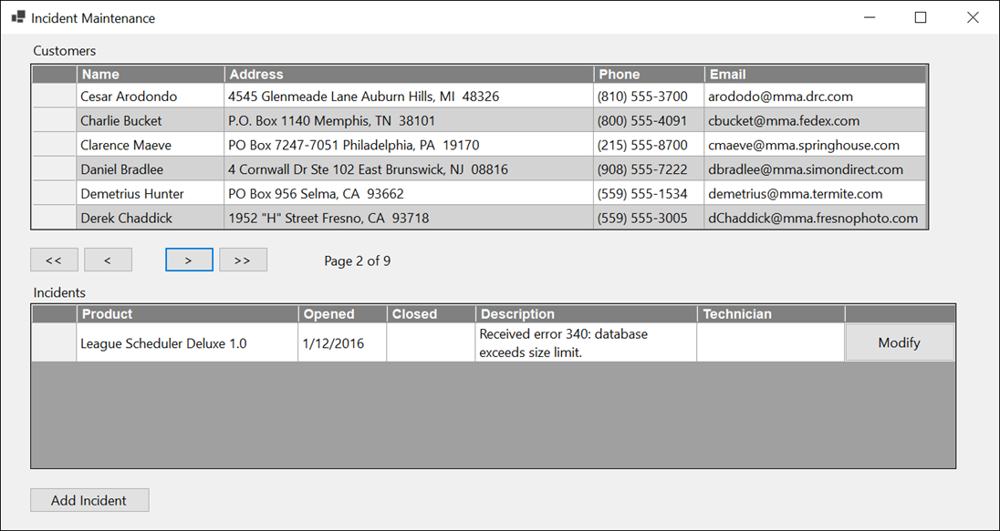 Incident Maintenance
Customers
Name Address Phone Email
Cesar Arodondo 4545 Glenmeade Lane Auburn Hills, MI  48326 (810) 555-3700 arododo@mma.drc.com
Charlie Bucket P.O. Box 1140 Memphis, TN  38101 (800) 555-4091 cbucket@mma.fedex.com
Clarence Maeve PO Box 7247-7051 Philadelphia, PA  19170 (215) 555-8700 cmaeve@mma.springhouse.com
Daniel Bradlee 4 Cornwall Dr Ste 102 East Brunswick, NJ  08816 (908) 555-7222 dbradlee@mma.simondirect.com
Demetrius Hunter PO Box 956 Selma, CA  93662 (559) 555-1534 demetrius@mma.termite.com
Derek Chaddick 1952 "H" Street Fresno, CA  93718 (559) 555-3005 dChaddick@mma.fresnophoto.com
<< < > >> Page 2 of 9
Incidents
Product Opened Closed Description Technician
League Scheduler Deluxe 1.0 1/12/2016 Received error 340: database
exceeds size limit. Modify
Add Incident